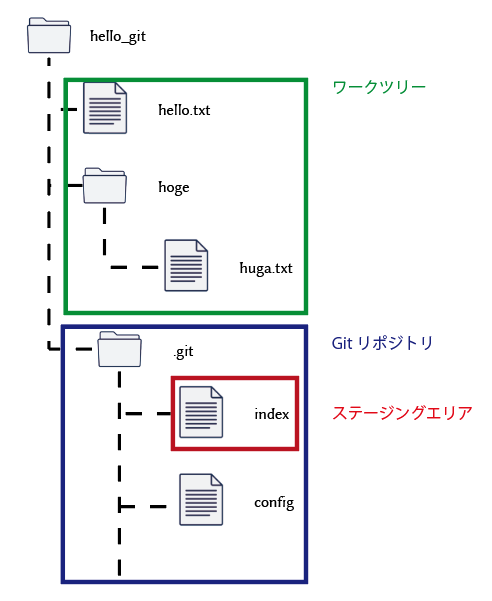 hello_git
ワークツリー
hello.txt
hoge
huga.txt
Git リポジトリ
.git
index
ステージングエリア
config